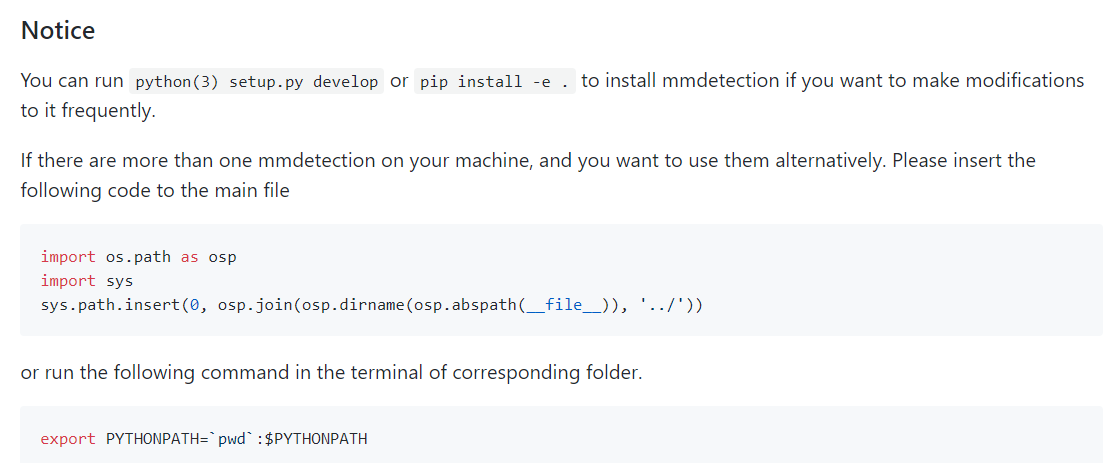 Notice
You can run python(3) setup.py develop or pip install -e . to install mmdetection if you want to make modifications
to it frequently.
If there are more than one mmdetection on your machine, and you want to use them alternatively. Please insert the
following code to the main file
import os.path as osp
import sys
sys.path.insert(0, osp.join(osp.dirname(osp.abspath(__file__)), '../'))
or run the following command in the terminal of corresponding folder.
export PYTHONPATH=`pwd`:$PYTHONPATH